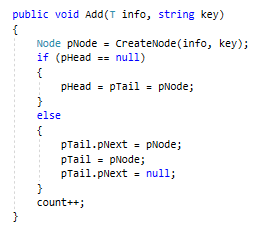 public void Add(T info, string key)
{
Node pNode = CreateNode(info, key);
if (pHead == null)
{
pHead = pTail = pNode;
}
else
{
pTail.pNext = pNode;
pTail = pNode;
pTail.pNext = null;
}
count++;
}